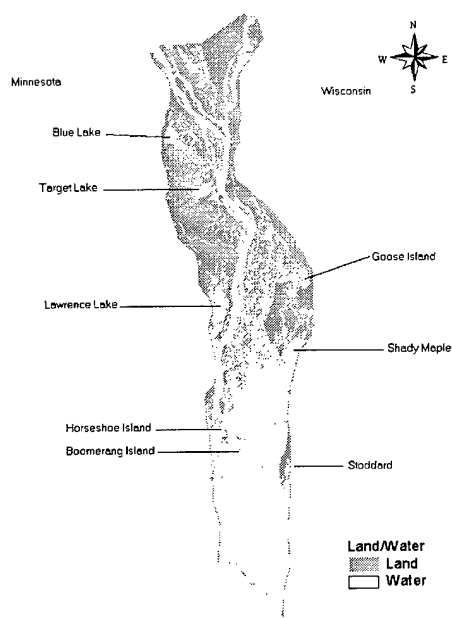 N
W E
S
Minnesota
Wisconsin
Blue Lake
Target Lake
Goose Island
Lawrence Lake
Shady Maple
Horseshoe Island
Boomerang Island
Stoddard
Land/Water
Land
Water